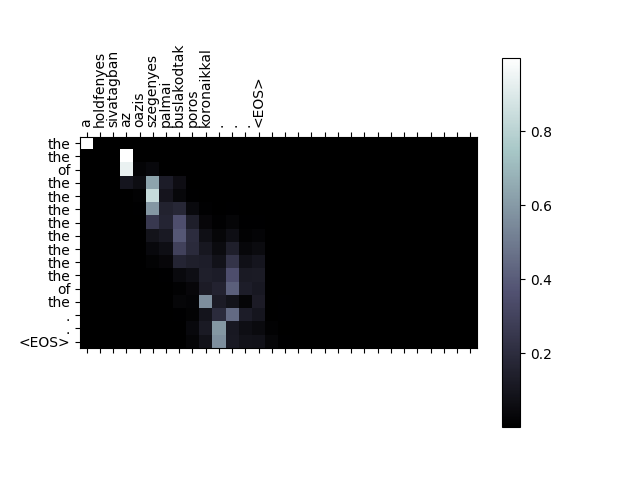 a
holdfenyes
sivatagban
az
oazis
szegenyes
palmai
buslakodtak
poros
koronaikkal
.
.
.
<EOS>
the
the
of
the
the
the
the
the
the
the
the
of
the
.
.
<EOS>
0.8
0.6
0.4
0.2